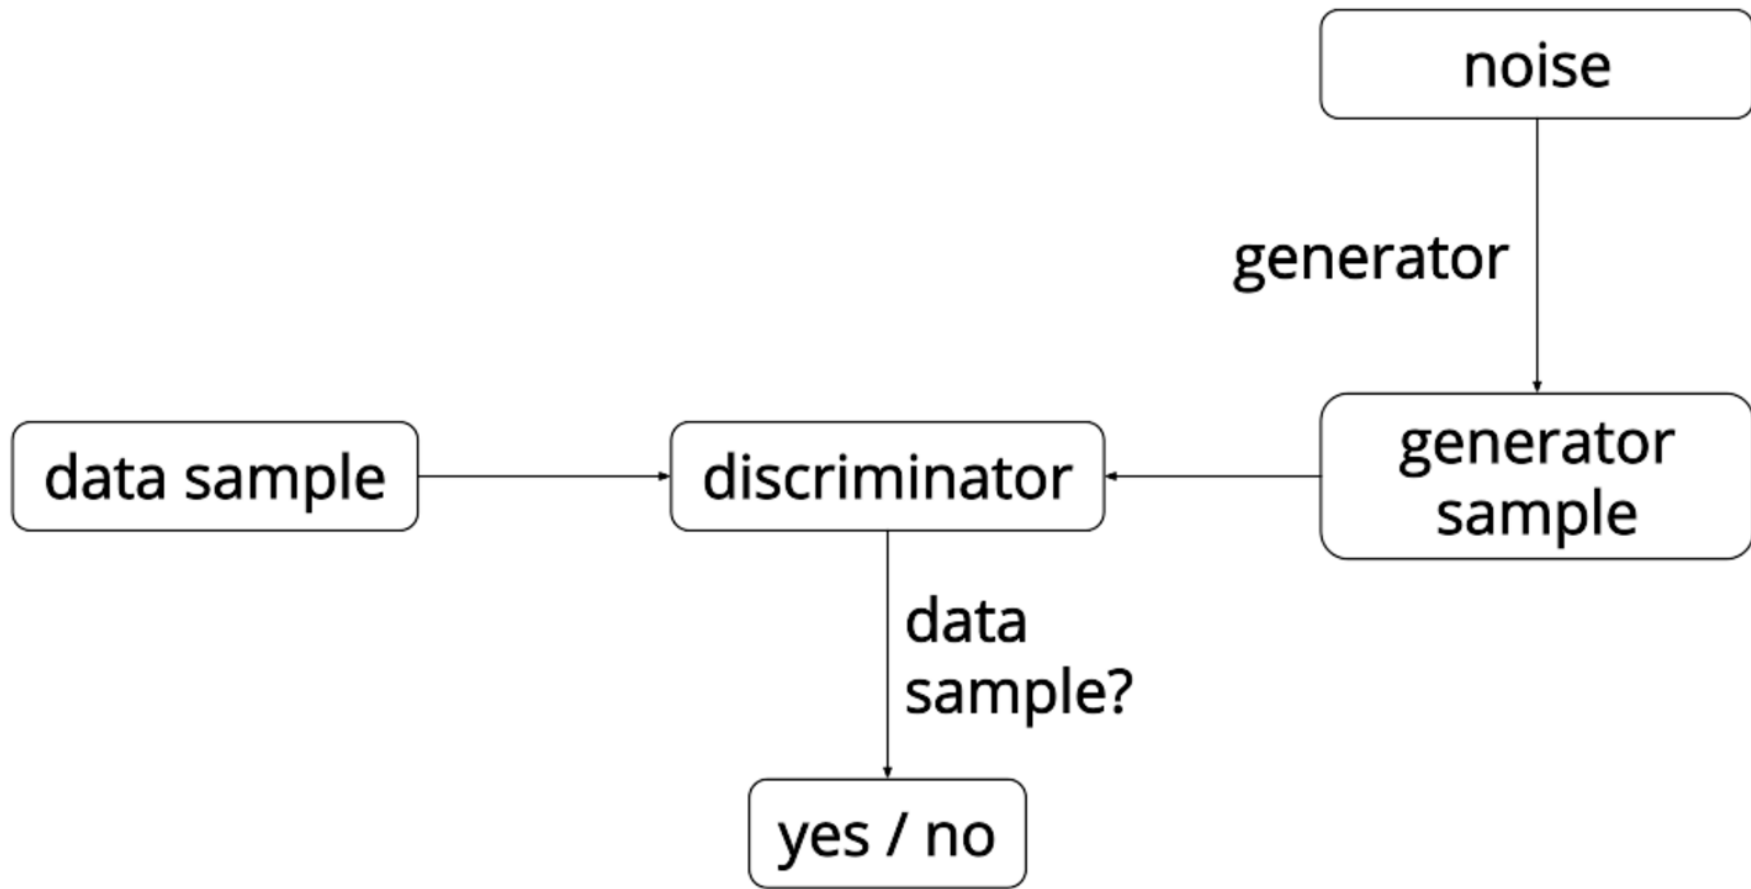 noise
generator
data sample
discriminator
generator
sample
data
sample?
yes / no